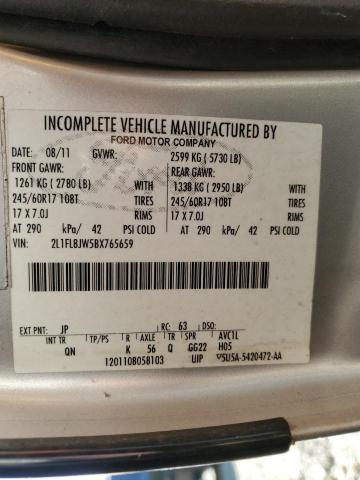 INCOMPLETE VEHICLE MANUFACTURED BY
FORD MOTOR COMPANY
DATE: 08/11 GVWR: 2599 KG ( 5730 LB)
FRONT GAWR: REAR GAWR:
1261 KG ( 2780 LB) WITH 1338 KG ( 2950 LB) WITH
245/60R17 108T TIRES 245/60R17 108T TIRES
17 X 7.0J RIMS 17 X 7.0J RIMS
AT 290 kPa/ 42 PSI COLD AT 290 kPa/ 42 PSI COLD
VIN: 2L1FL8JW5BX765659
EXT PNT: JP RC: 63 DSO:
INT TR TP/PS R AXLE TR SPR AVC1L
QN K 56 Q GG22 H05
1201108058103 UIP 5U5A-5420472-AA